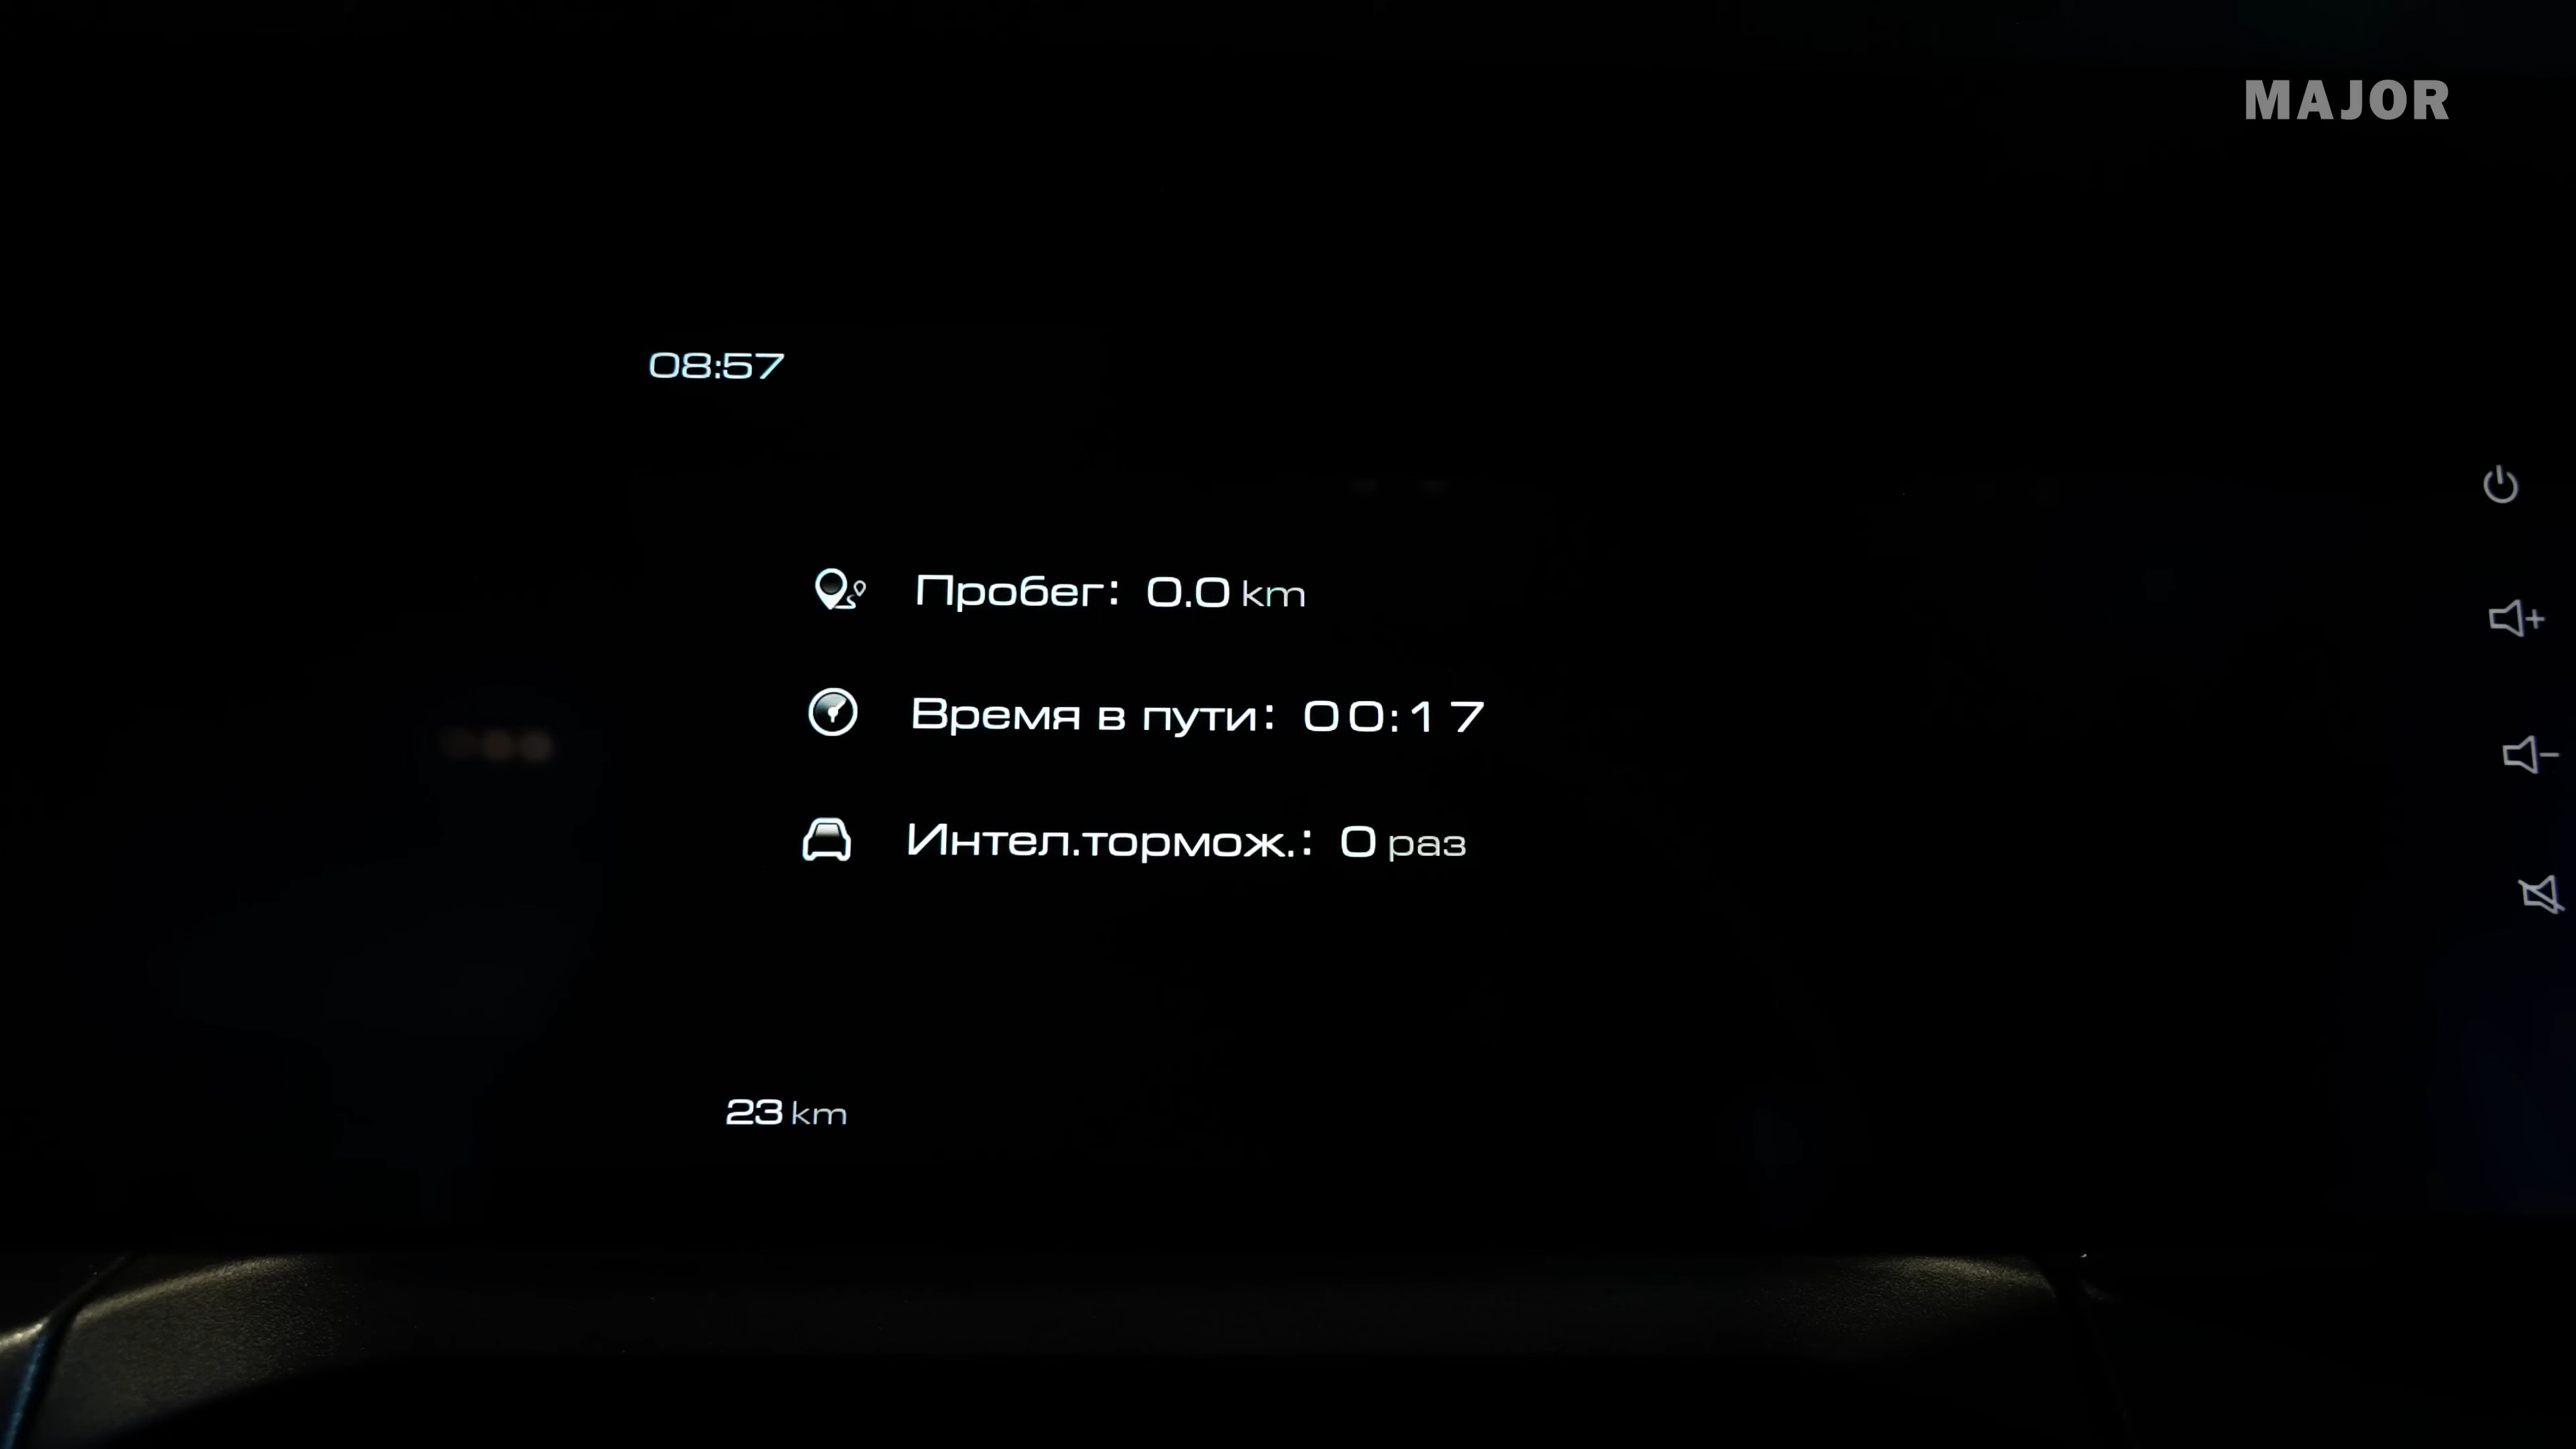 MAJOR
08:57
Пробег: 0.0 km
Время в пути: 00:17
Интел.тормож.: 0 раз
23 km